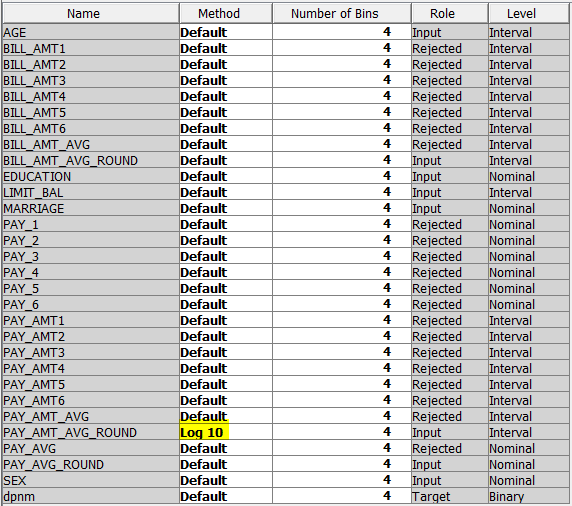 Name Method Number of Bins Role Level
AGE Default 4 Input Interval
BILL_AMT1 Default 4 Rejected Interval
BILL_AMT2 Default 4 Rejected Interval
BILL_AMT3 Default 4 Rejected Interval
BILL_AMT4 Default 4 Rejected Interval
BILL_AMT5 Default 4 Rejected Interval
BILL_AMT6 Default 4 Rejected Interval
BILL_AMT_AVG Default 4 Rejected Interval
BILL_AMT_AVG_ROUND Default 4 Input Interval
EDUCATION Default 4 Input Nominal
LIMIT_BAL Default 4 Input Interval
MARRIAGE Default 4 Input Nominal
PAY_1 Default 4 Rejected Nominal
PAY_2 Default 4 Rejected Nominal
PAY_3 Default 4 Rejected Nominal
PAY_4 Default 4 Rejected Nominal
PAY_5 Default 4 Rejected Nominal
PAY_6 Default 4 Rejected Nominal
PAY_AMT1 Default 4 Rejected Interval
PAY_AMT2 Default 4 Rejected Interval
PAY_AMT3 Default 4 Rejected Interval
PAY_AMT4 Default 4 Rejected Interval
PAY_AMT5 Default 4 Rejected Interval
PAY_AMT6 Default 4 Rejected Interval
PAY_AMT_AVG Default 4 Rejected Interval
PAY_AMT_AVG_ROUND Log 10 4 Input Interval
PAY_AVG Default 4 Rejected Nominal
PAY_AVG_ROUND Default 4 Input Nominal
SEX Default 4 Input Nominal
dpnm Default 4 Target Binary